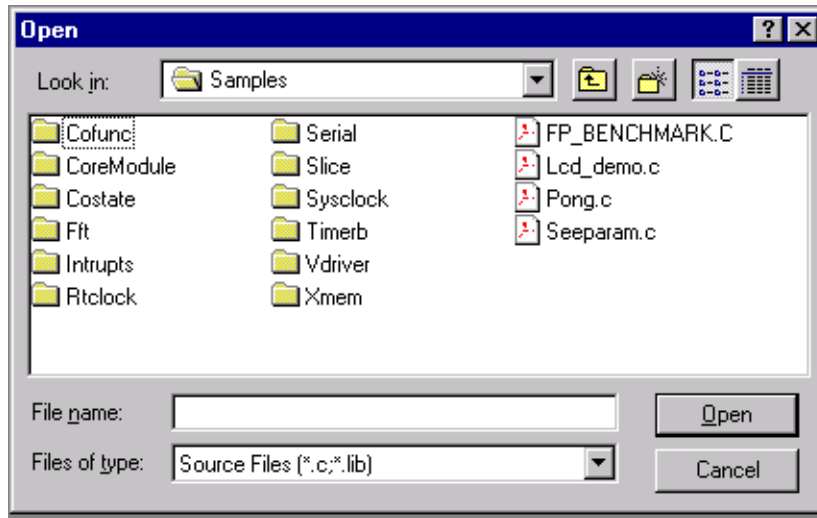 Open
Look in: Samples
Cofunc
CoreModule
Costate
Fft
Intrupts
Rtclock
Serial
Slice
Sysclock
Timerb
Vdriver
Xmem
FP_BENCHMARK.C
Lcd_demo.c
Pong.c
Seeparam.c
File name:
Open
Files of type: Source Files (*.c;*.lib)
Cancel